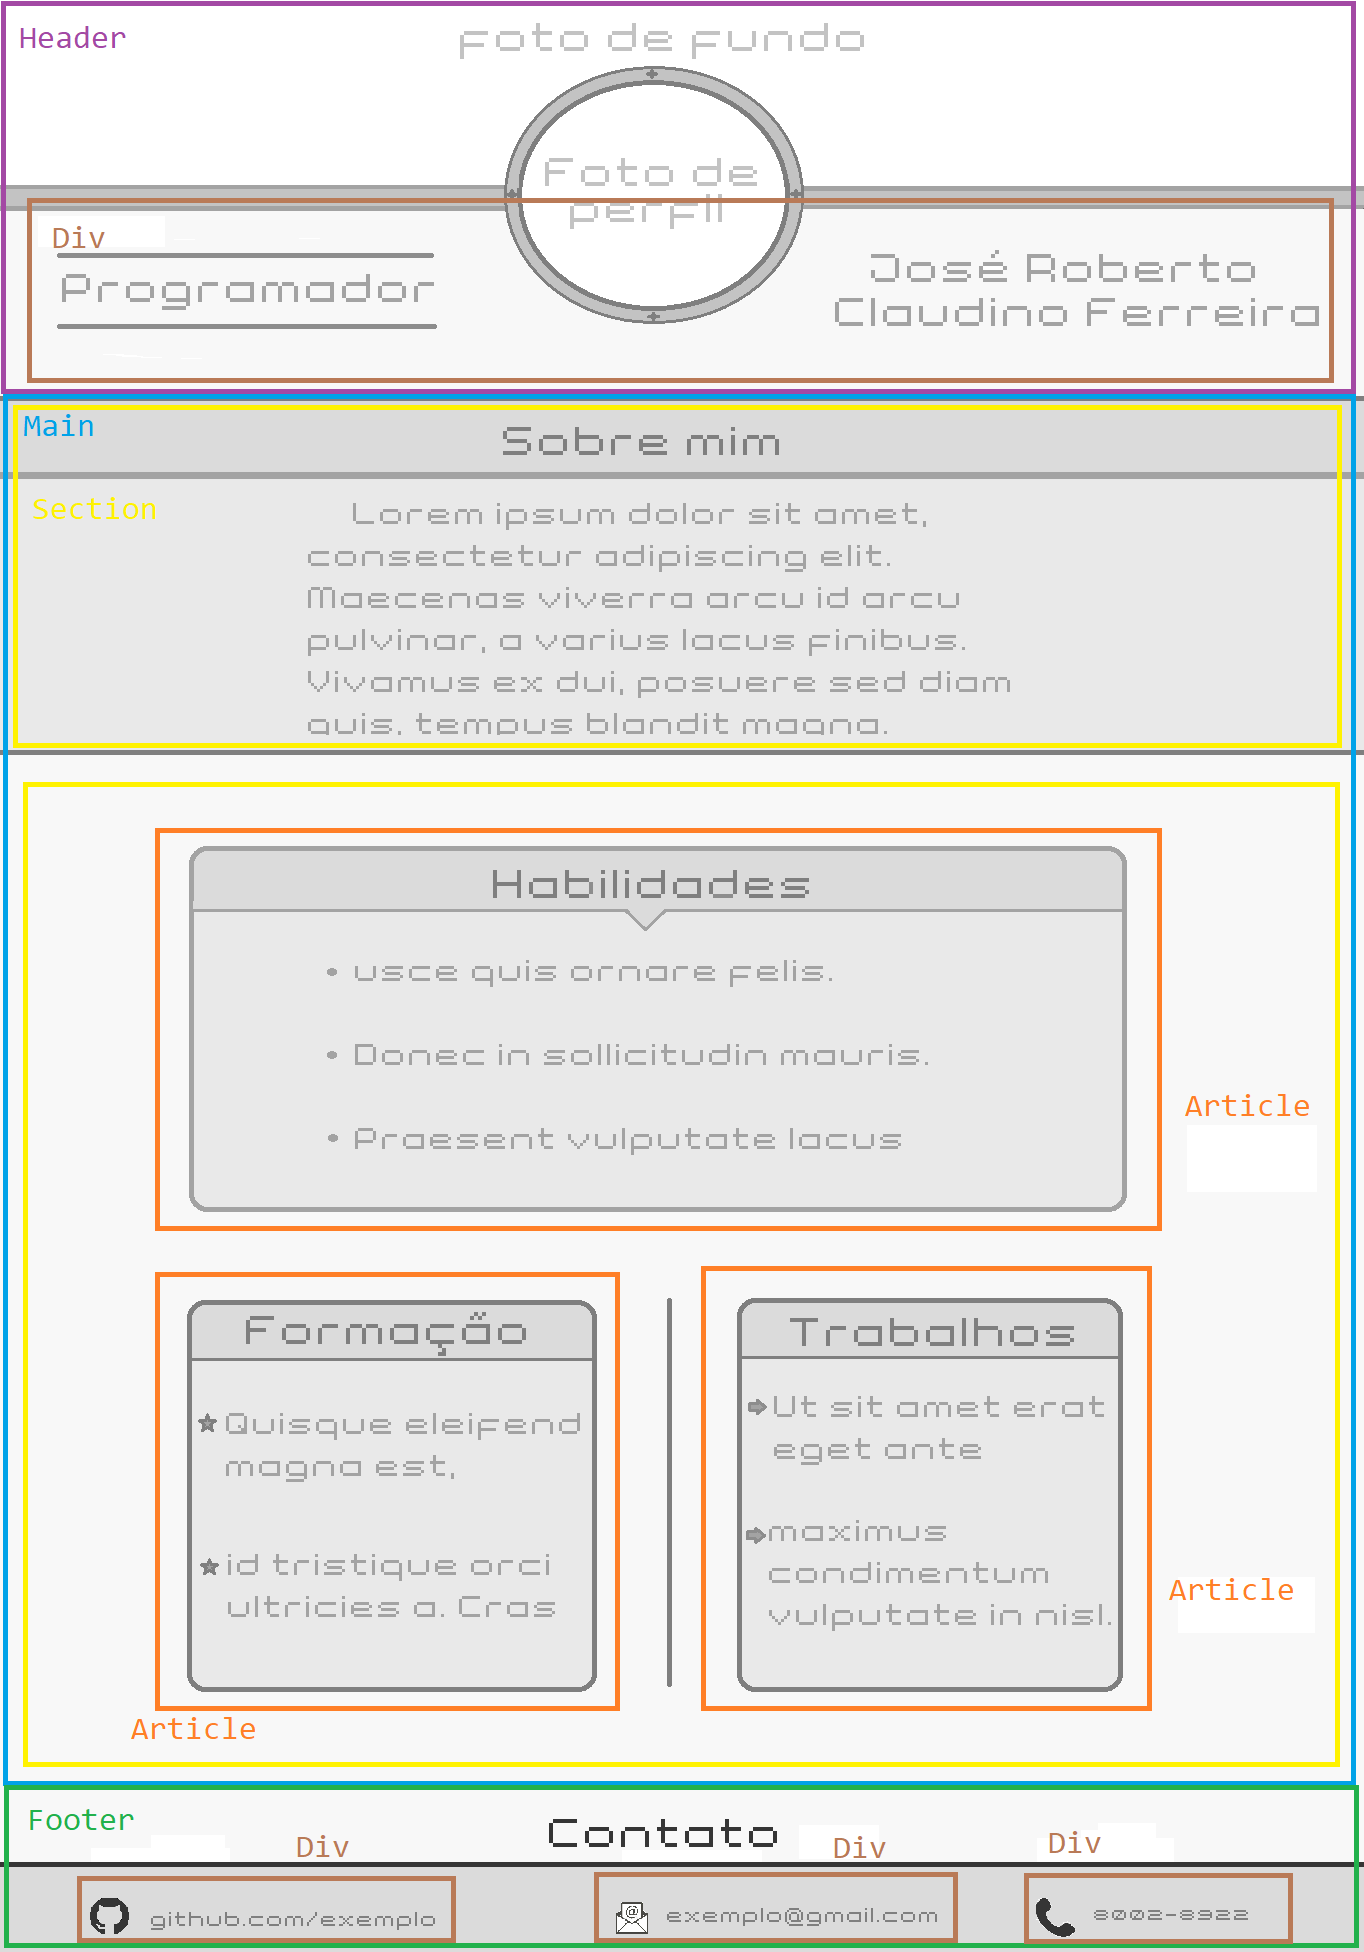 Header
Foto de fundo
Foto de
perfil
Div
Programador
José Roberto
Claudino Ferreira
Main
Sobre mim
Section
Lorem ipsum dolor sit amet,
consectetur adipiscing elit.
Maecenas viverra arcu id arcu
pulvinar, a varius lacus finibus.
Vivamus ex dui, posuere sed diam
quis, tempus blandit magna.
Habilidades
• usce quis ornare felis.
• Donec in sollicitudin mauris.
• Praesent vulputate lacus
Article
Formação
Quisque eleifend
magna est,
id tristique orci
ultricies a. Cras
Trabalhos
Ut sit amet erat
eget ante
maximus
condimentum
vulputate in nisl.
Article
Article
Footer
Contato
Div
Div
Div
github.com/exemplo
@
exemplo@gmail.com
8002-8922